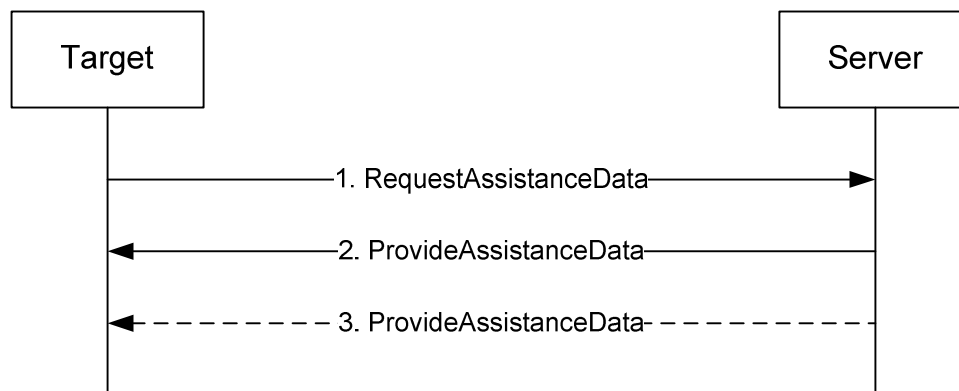 Target
Server
1. RequestAssistanceData
2. ProvideAssistanceData
3. ProvideAssistanceData